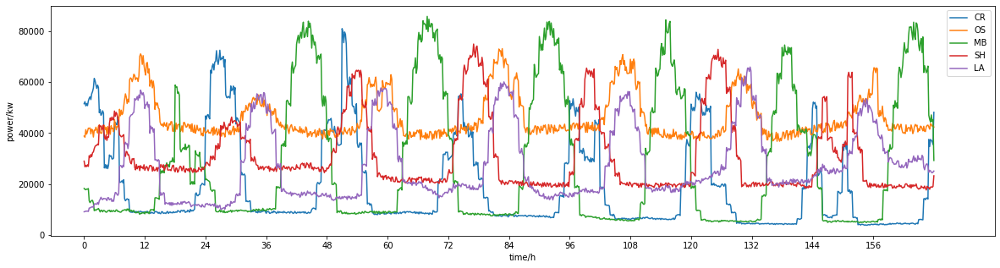 80000
60000
40000
20000
0
power/kw
0 12 24 36 48 60 72 84 96 108 120 132 144 156
time/h
CR
OS
MB
SH
LA